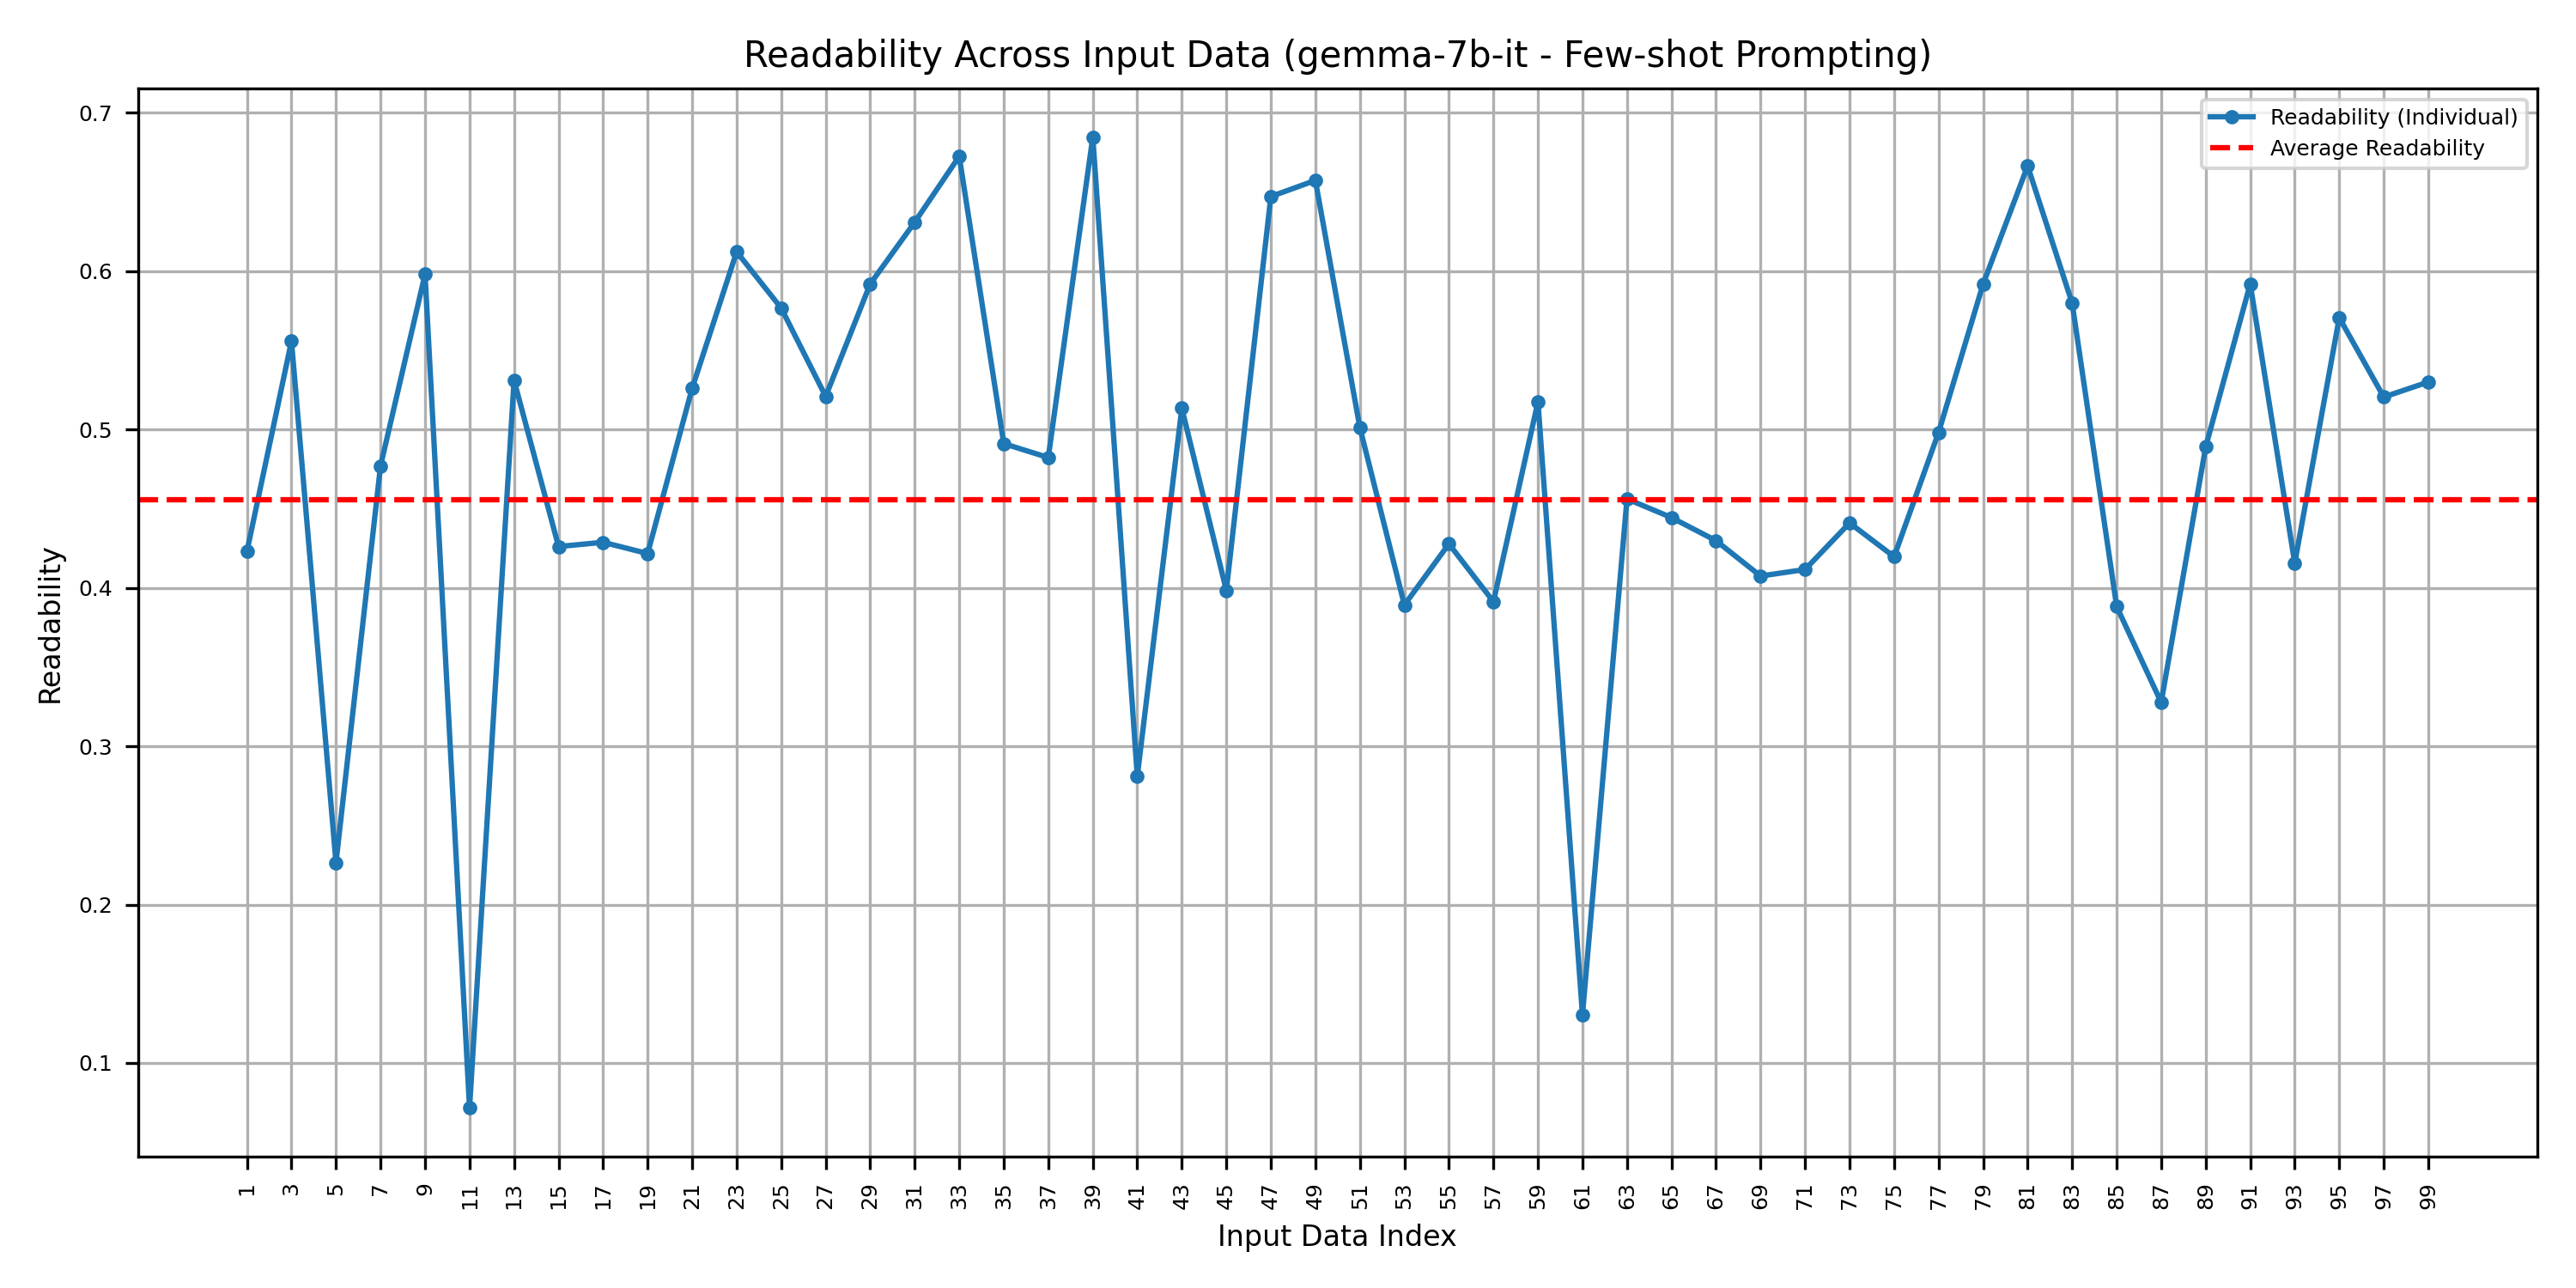 Readability Across Input Data (gemma-7b-it - Few-shot Prompting)
Readability (Individual)
Average Readability
0.7
0.6
0.5
0.4
0.3
0.2
0.1
Readability
1 3 5 7 9 11 13 15 17 19 21 23 25 27 29 31 33 35 37 39 41 43 45 47 49 51 53 55 57 59 61 63 65 67 69 71 73 75 77 79 81 83 85 87 89 91 93 95 97 99
Input Data Index